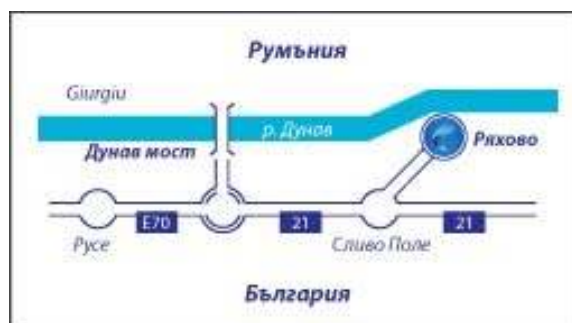 Румъния
Giurgiu
р. Дунав
Дунав мост
Ряхово
E70
21
21
Русе
Сливо Поле
България